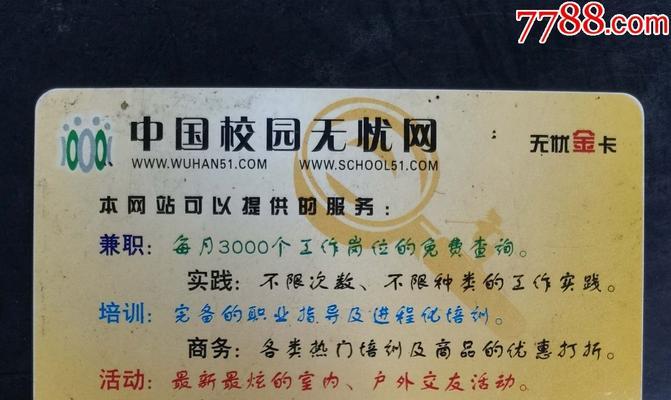 7788.com
中国校园无忧网
无忧金卡
WWW.WUHAN51.COM WWW.SCHOOL51.COM
本网站可以提供的服务：
兼职：每月3000个工作岗位的免费查询。
实践：不限次数、不限种类的工作实践。
培训：完备的职业指导及进程优培训。
商务：各类热门培训及商品的优惠打折。
活动：最新最炫的室内、户外交友活动。